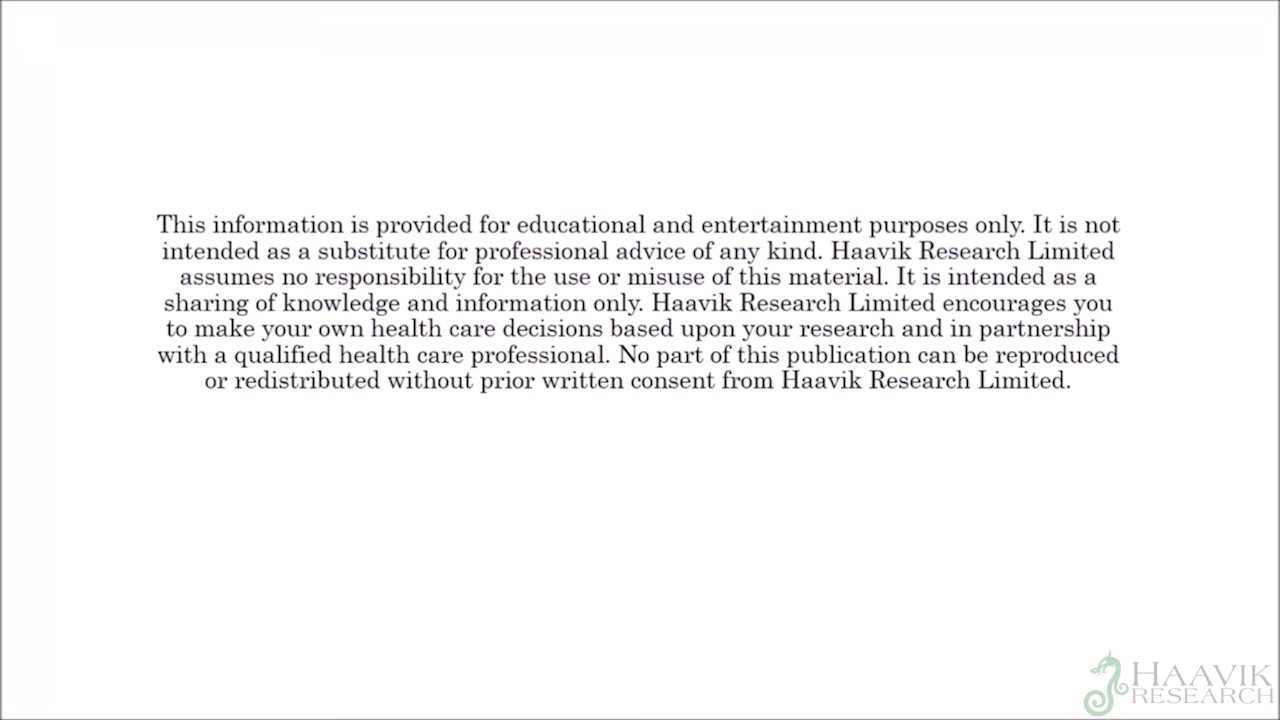 This information is provided for educational and entertainment purposes only. It is not
intended as a substitute for professional advice of any kind. Haavik Research Limited
assumes no responsibility for the use or misuse of this material. It is intended as a
sharing of knowledge and information only. Haavik Research Limited encourages you
to make your own health care decisions based upon your research and in partnership
with a qualified health care professional. No part of this publication can be reproduced
or redistributed without prior written consent from Haavik Research Limited.
HAAVIK
RESEARCH